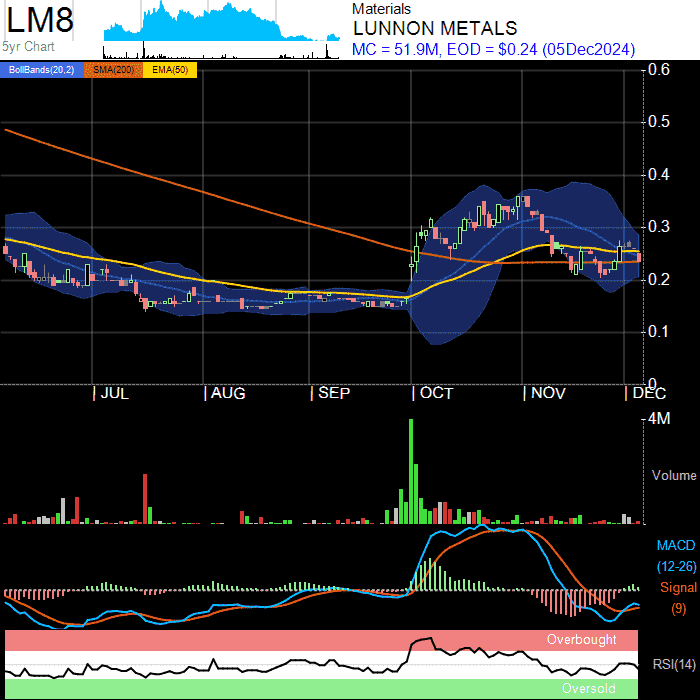 LM8
5yr Chart
Materials
LUNNON METALS
MC = 51.9M, EOD = $0.24 (05Dec2024)
BollBands(20,2) SMA(200) EMA(50)
0.6
0.5
0.4
0.3
0.2
0.1
0
JUL AUG SEP OCT NOV DEC
4M
Volume
MACD
(12-26)
Signal
(9)
Overbought
RSI(14)
Oversold